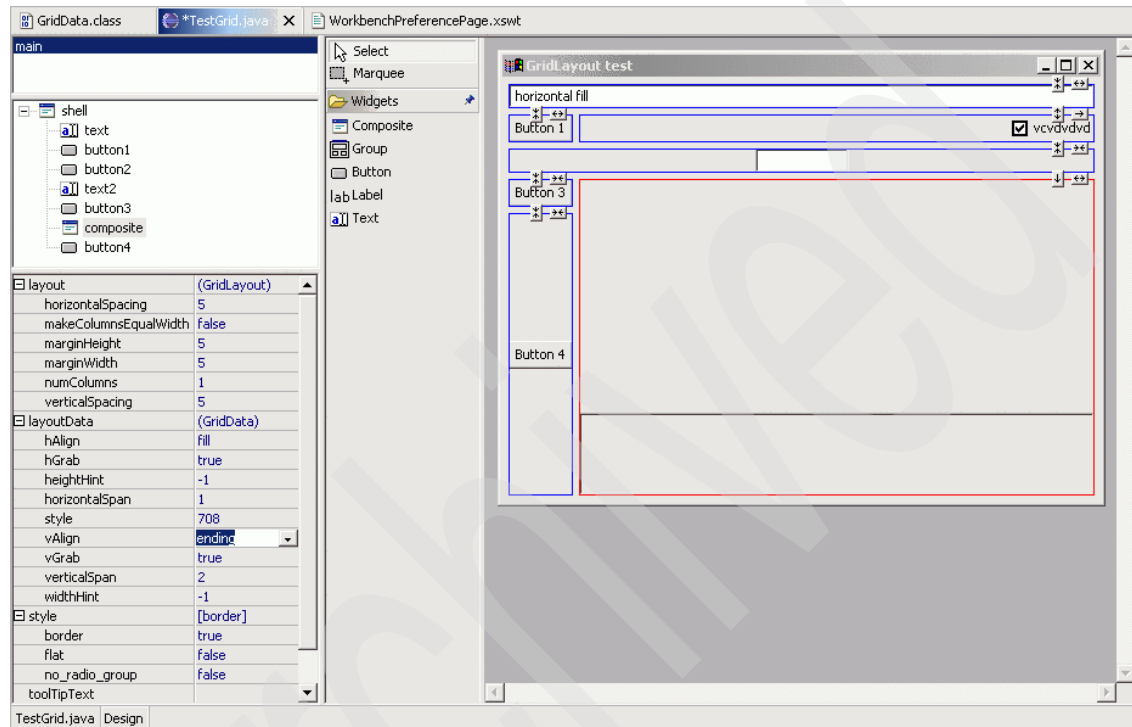 GridData.class
*TestGrid.java
WorkbenchPreferencePage.xswt
main
shell
text
button1
button2
text2
button3
composite
button4
layout (GridLayout)
horizontalSpacing 5
makeColumnsEqualWidth false
marginHeight 5
marginWidth 5
numColumns 1
verticalSpacing 5
layoutData (GridData)
hAlign fill
hGrab true
heightHint -1
horizontalSpan 1
style 708
vAlign ending
vGrab true
verticalSpan 2
widthHint -1
style [border]
border true
flat false
no_radio_group false
toolTipText
TestGrid.java Design
Select
Marquee
Widgets
Composite
Group
Button
Label
Text
GridLayout test
horizontal fill
Button 1
vcvdvdvd
Button 3
Button 4
Archived